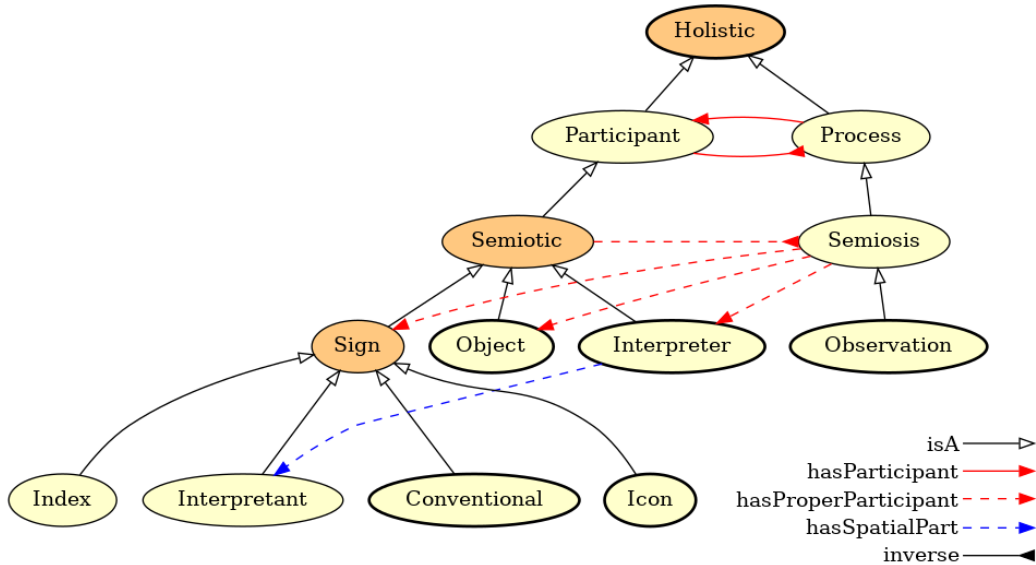 Holistic
Participant
Process
Semiotic
Semiosis
Sign
Object
Interpreter
Observation
Index
Interpretant
Conventional
Icon
isA
hasParticipant
hasProperParticipant
hasSpatialPart
inverse